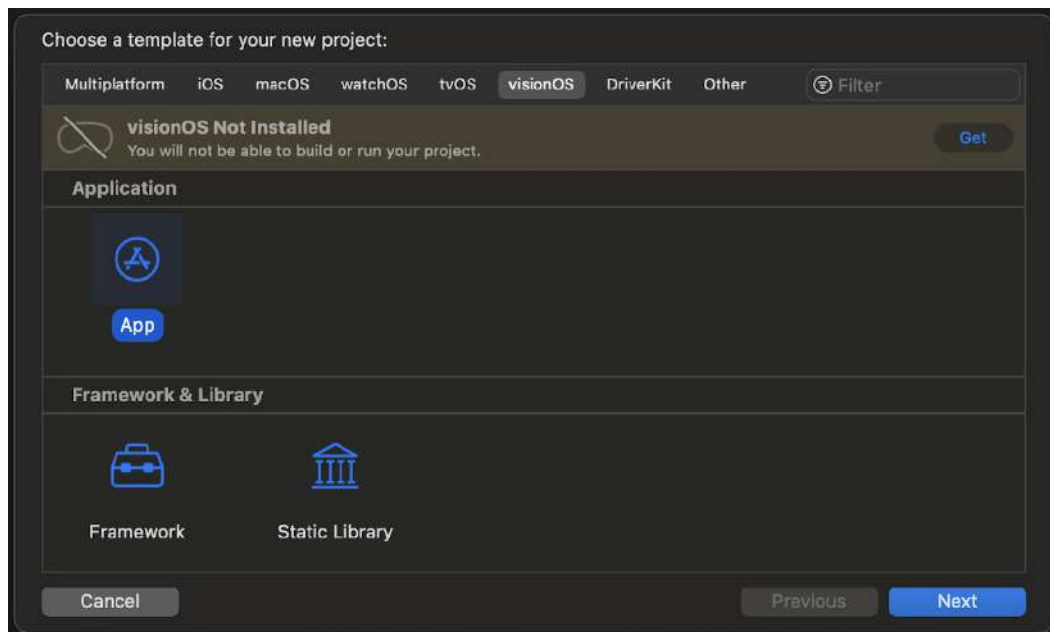 Choose a template for your new project:
Multiplatform iOS macOS watchOS tvOS visionOS DriverKit Other Filter
visionOS Not Installed
You will not be able to build or run your project.
Get
Application
App
Framework & Library
Framework Static Library
Cancel Previous Next